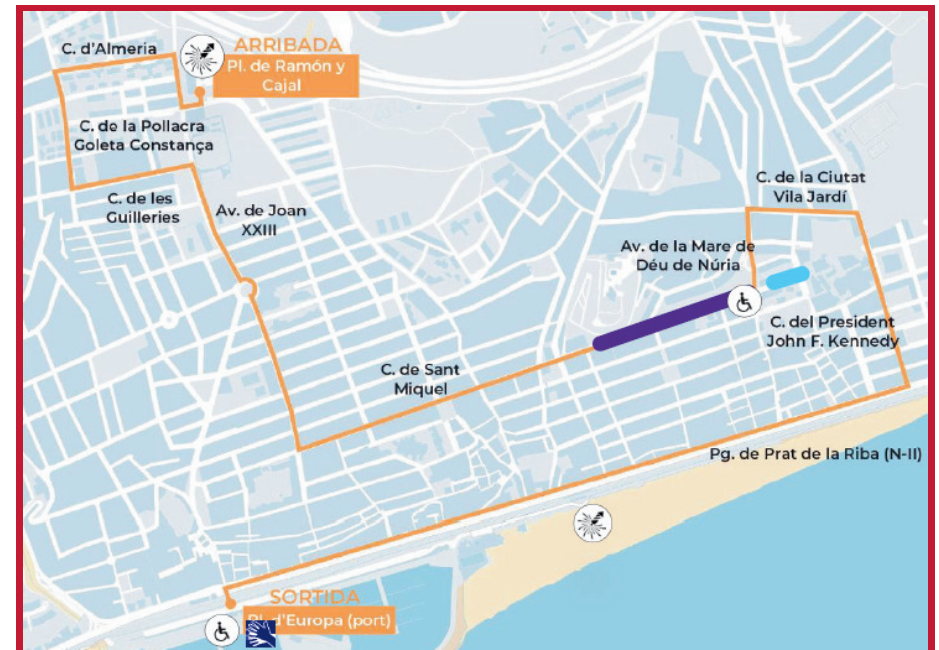 C. d'Almeria
ARRIBADA
Pl. de Ramón y
Cajal
C. de la Pollacra
Goleta Constança
C. de les
Guilleries
Av. de Joan
XXIII
C. de la Ciutat
Vila Jardí
Av. de la Mare de
Déu de Núria
C. del President
John F. Kennedy
C. de Sant
Miquel
Pg. de Prat de la Riba (N-II)
SORTIDA
Pl. d'Europa (port)